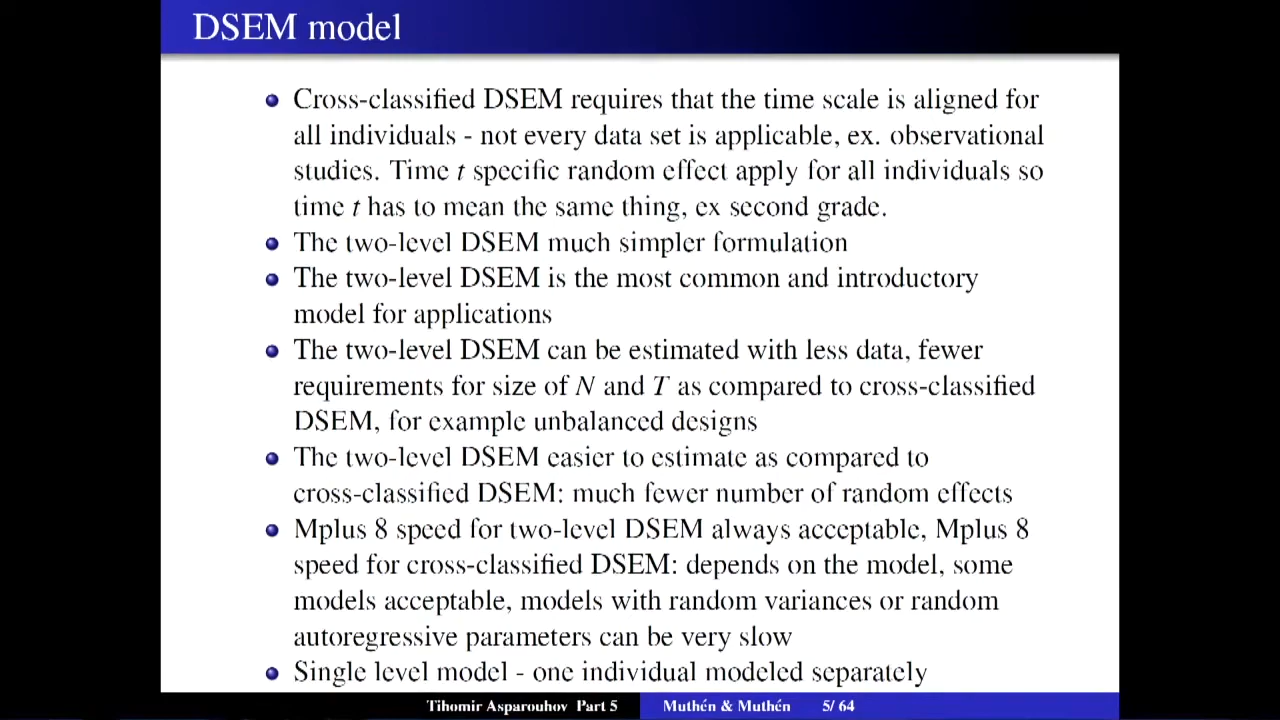 DSEM model
Cross-classified DSEM requires that the time scale is aligned for
all individuals - not every data set is applicable, ex. observational
studies. Time t specific random effect apply for all individuals so
time t has to mean the same thing, ex second grade.
The two-level DSEM much simpler formulation
The two-level DSEM is the most common and introductory
model for applications
The two-level DSEM can be estimated with less data, fewer
requirements for size of N and T as compared to cross-classified
DSEM, for example unbalanced designs
The two-level DSEM easier to estimate as compared to
cross-classified DSEM: much fewer number of random effects
Mplus 8 speed for two-level DSEM always acceptable, Mplus 8
speed for cross-classified DSEM: depends on the model, some
models acceptable, models with random variances or random
autoregressive parameters can be very slow
Single level model - one individual modeled separately
Tihomir Asparouhov Part 5 Muthén & Muthén 5/ 64